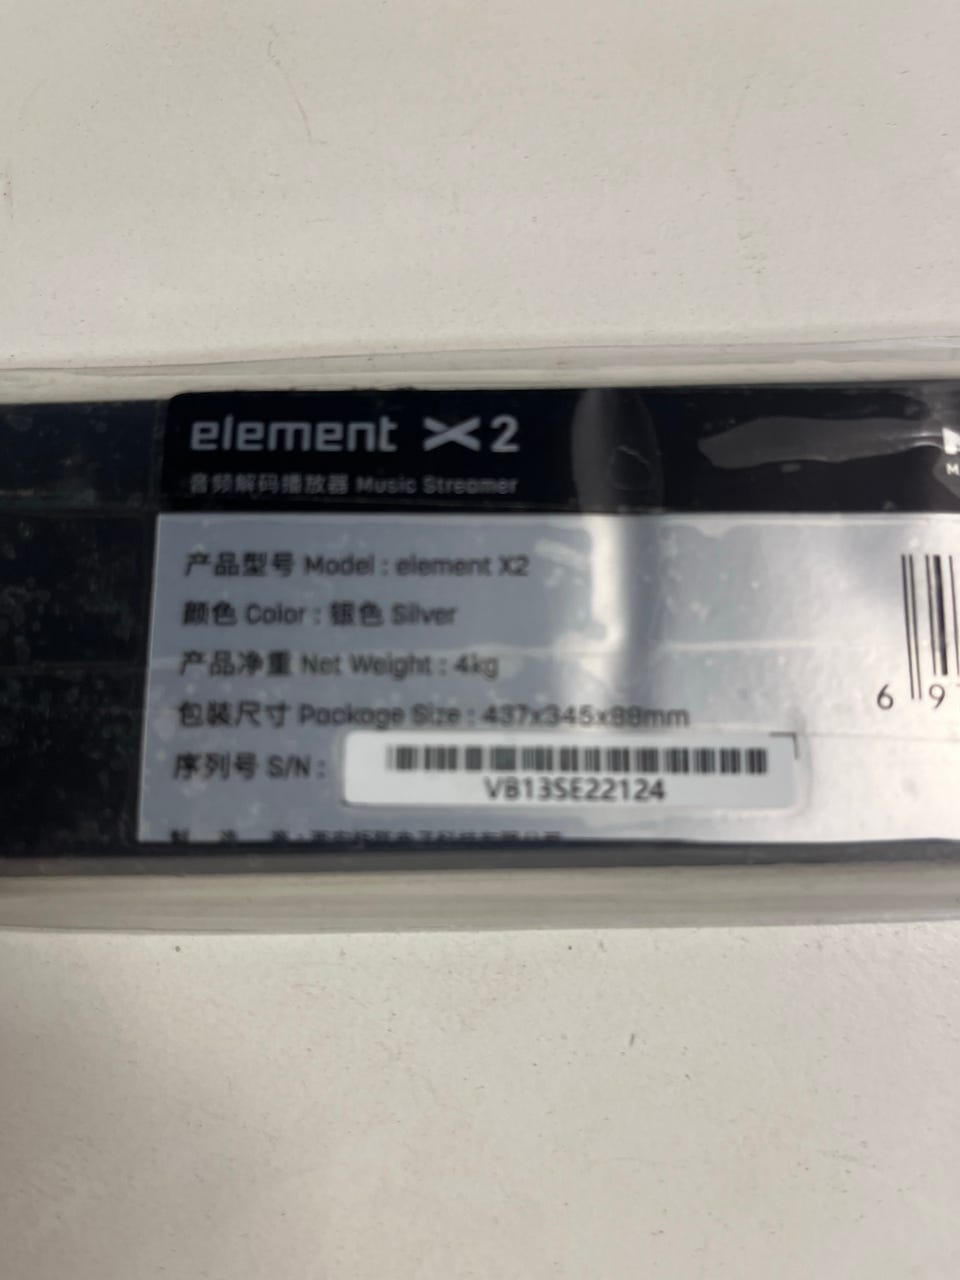 element X2
音频解码播放器 Music Streamer
M
产品型号 Model : element X2
颜色 Color : 银色 Silver
产品净重 Net Weight : 4kg
包装尺寸 Package Size : 437x345x88mm
序列号 S/N :
VB13SE22124
6 9